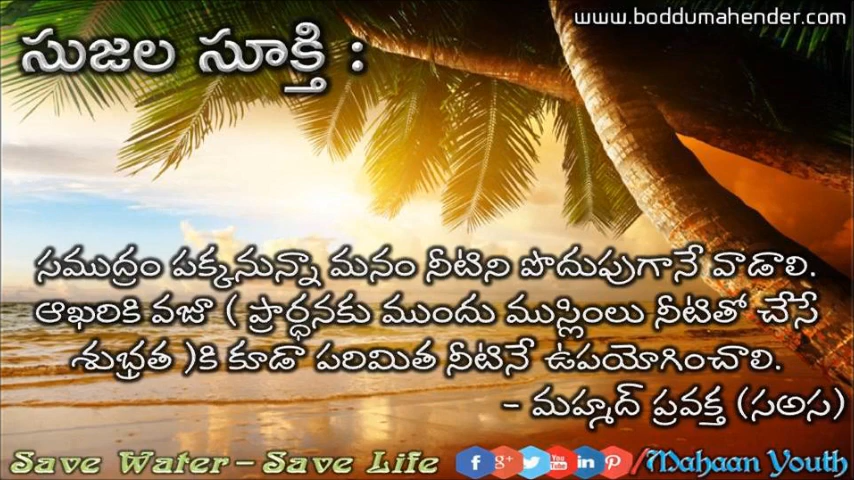 www.boddumahender.com
సుజల సూక్తి :
సముద్రం పక్కనున్నా మనం నీటిని పొదుపుగానే వాడాలి.
ఆఖరికి వజూ ( ప్రార్ధనకు ముందు ముస్లింలు నీటితో చేసే
శుభ్రత )కి కూడా పరిమిత నీటినే ఉపయోగించాలి.
- మహ్మద్ ప్రవక్త (సఅస)
Save Water - Save Life /Mahaan Youth